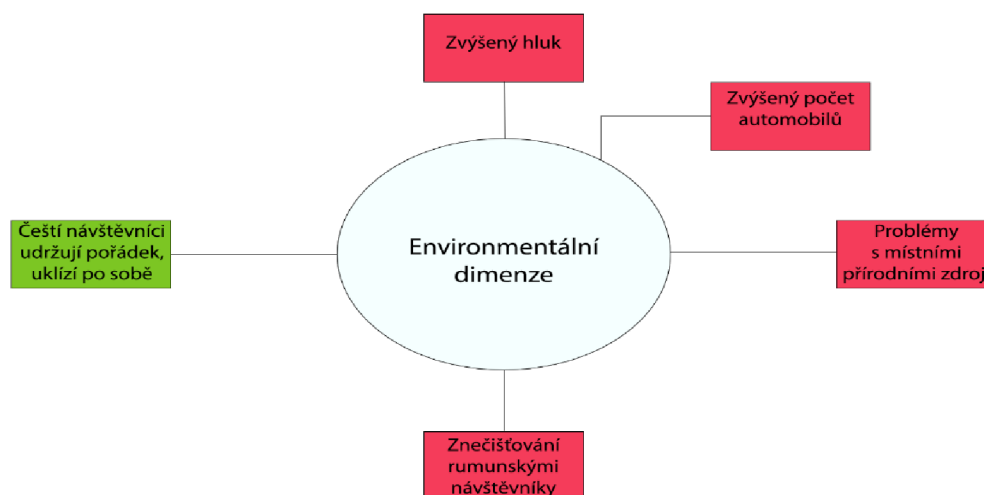 Zvýšený hluk
Zvýšený počet
automobilů
Čeští návštěvníci
udržují pořádek,
uklízí po sobě
Environmentální
dimenze
Problémy
s místními
přírodními zdroj
Znečišťování
rumunskými
návštěvníky